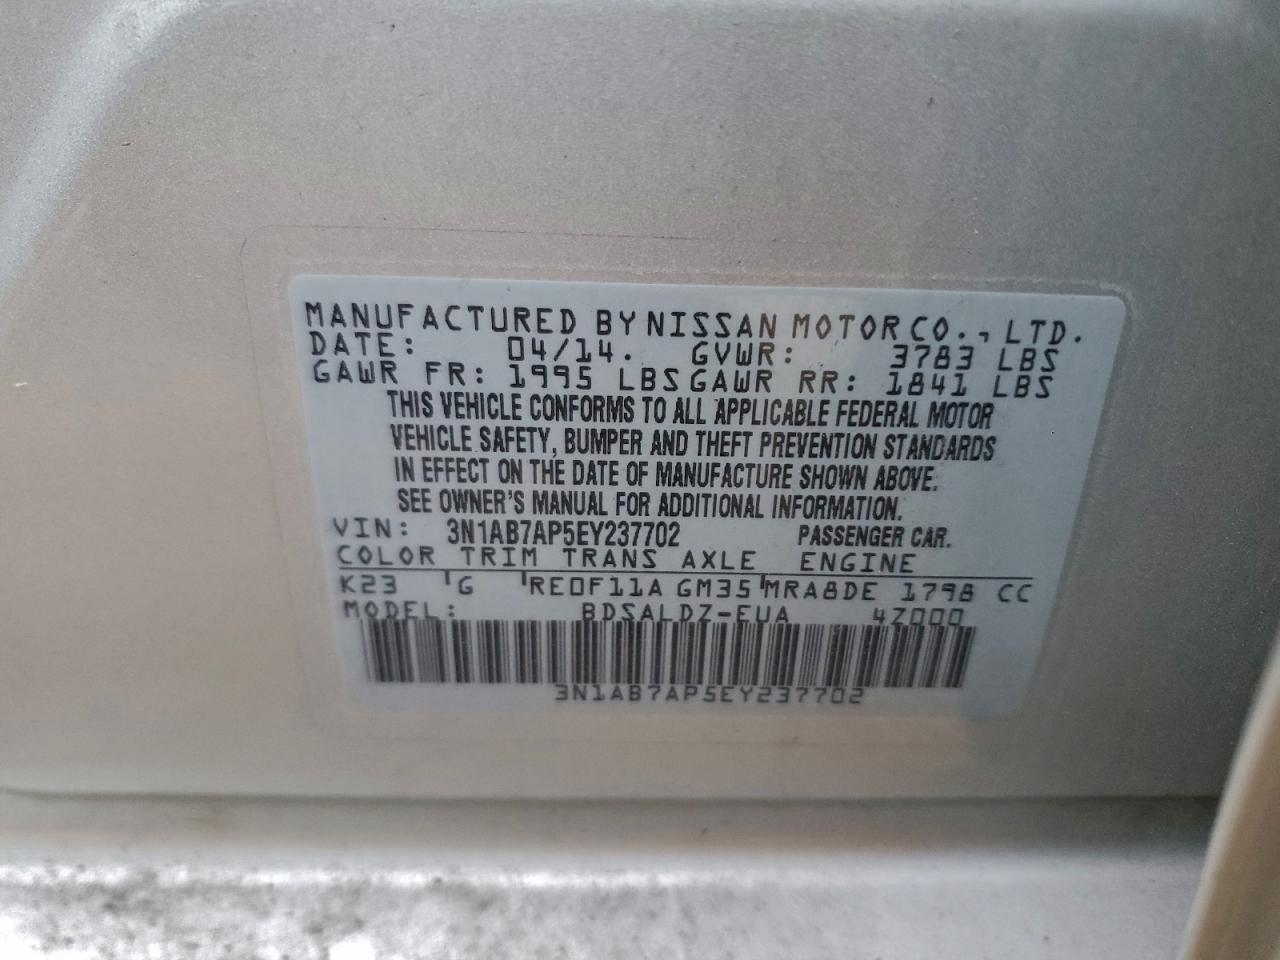 MANUFACTURED BY NISSAN MOTOR CO., LTD.
DATE: 04/14. GVWR: 3783 LBS
GAWR FR: 1995 LBS GAWR RR: 1841 LBS
THIS VEHICLE CONFORMS TO ALL APPLICABLE FEDERAL MOTOR
VEHICLE SAFETY, BUMPER AND THEFT PREVENTION STANDARDS
IN EFFECT ON THE DATE OF MANUFACTURE SHOWN ABOVE.
SEE OWNER'S MANUAL FOR ADDITIONAL INFORMATION.
VIN: 3N1AB7AP5EY237702 PASSENGER CAR.
COLOR TRIM TRANS AXLE ENGINE
K23 G RE0F11A GM35 MRA8DE 1798 CC
MODEL: BDSALDZ-EUA 4Z000
3N1AB7AP5EY237702